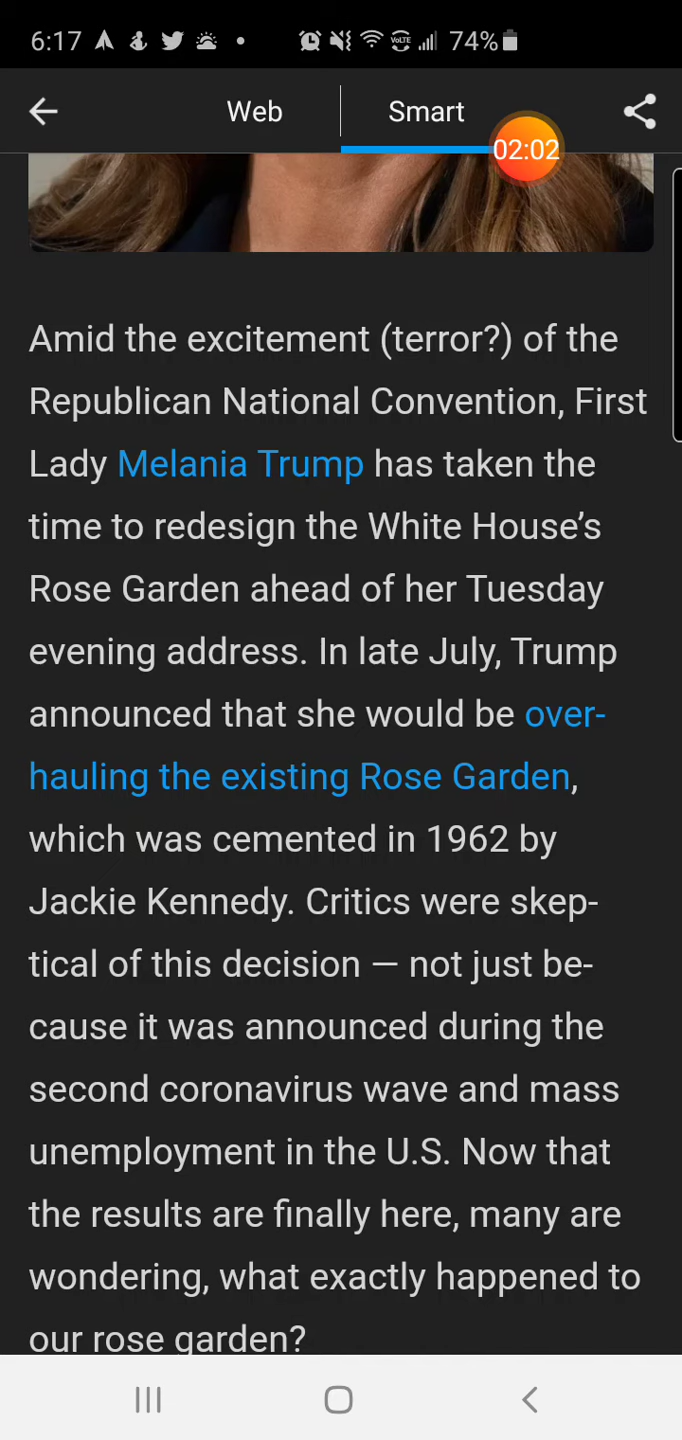 6:17 74%
Web Smart
02:02
Amid the excitement (terror?) of the
Republican National Convention, First
Lady Melania Trump has taken the
time to redesign the White House’s
Rose Garden ahead of her Tuesday
evening address. In late July, Trump
announced that she would be over-
hauling the existing Rose Garden,
which was cemented in 1962 by
Jackie Kennedy. Critics were skep-
tical of this decision — not just be-
cause it was announced during the
second coronavirus wave and mass
unemployment in the U.S. Now that
the results are finally here, many are
wondering, what exactly happened to
our rose garden?